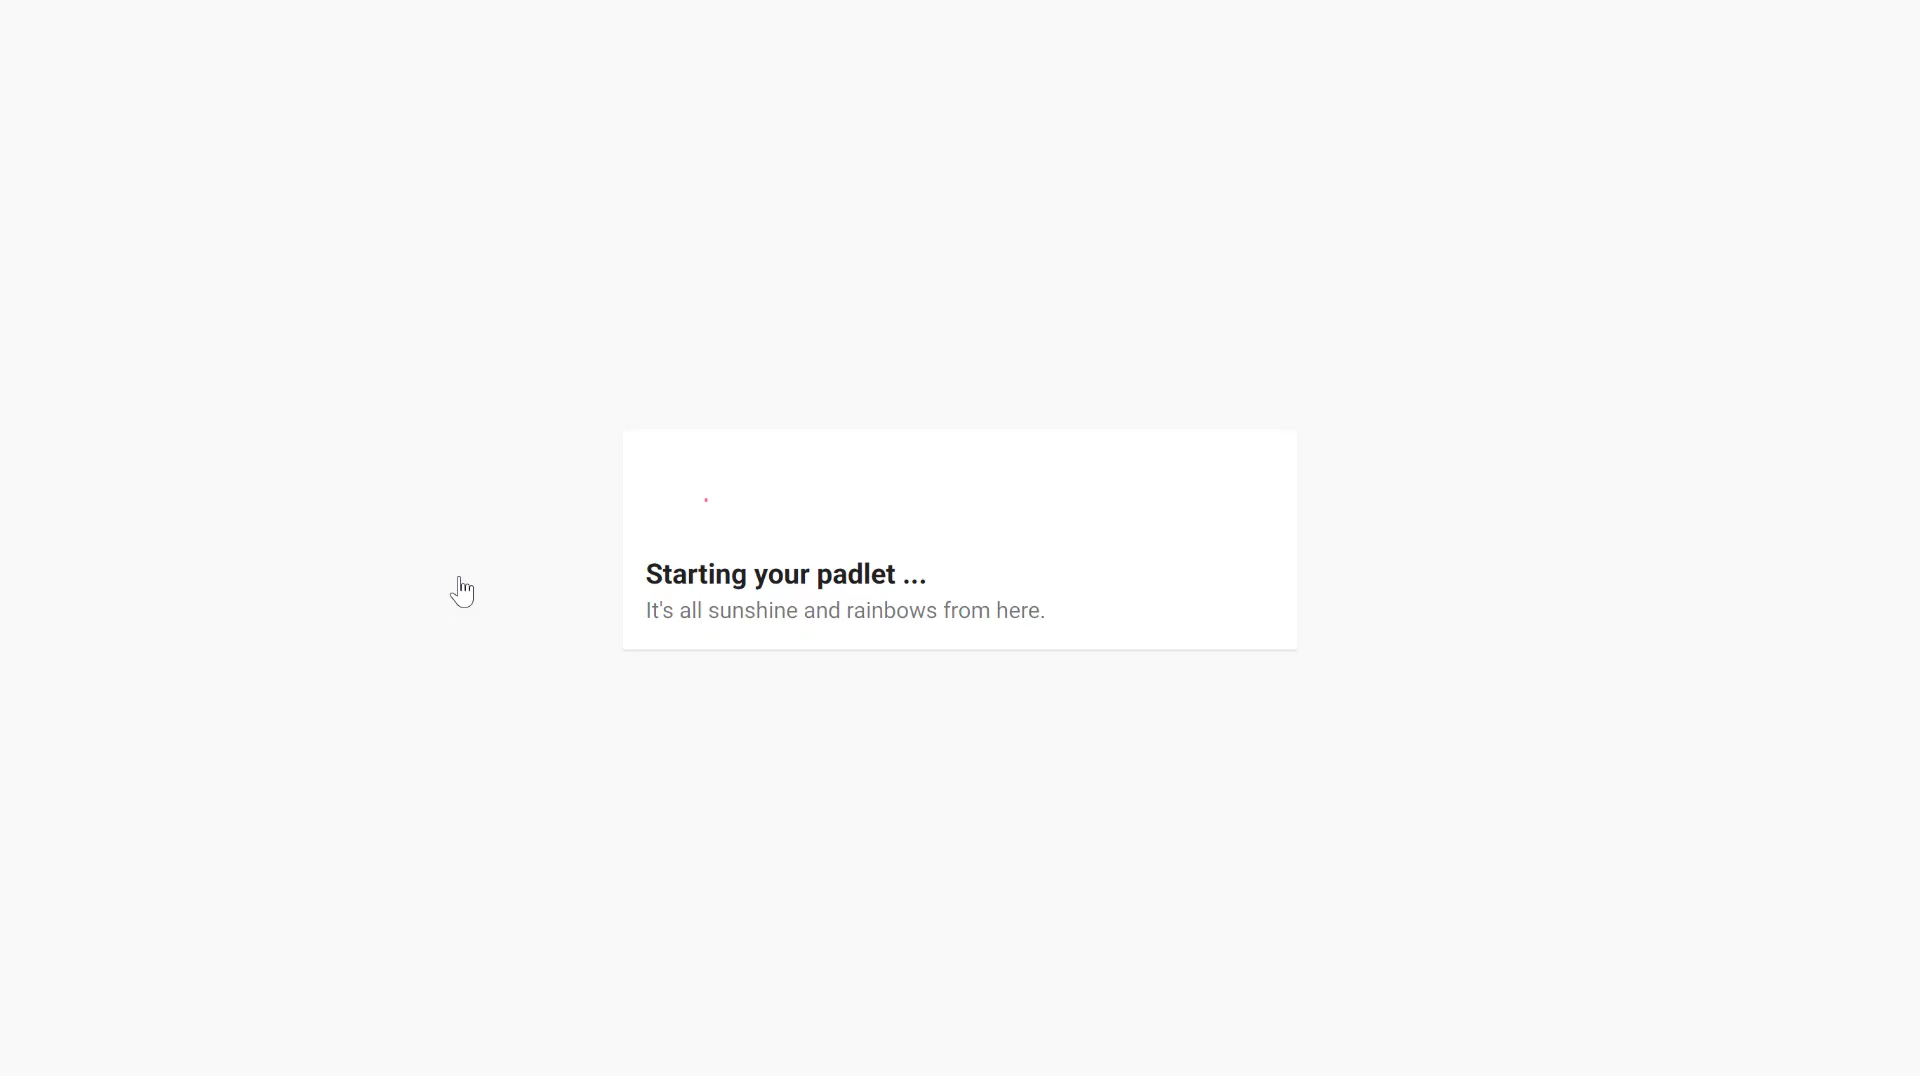 Starting your padlet ...
It's all sunshine and rainbows from here.